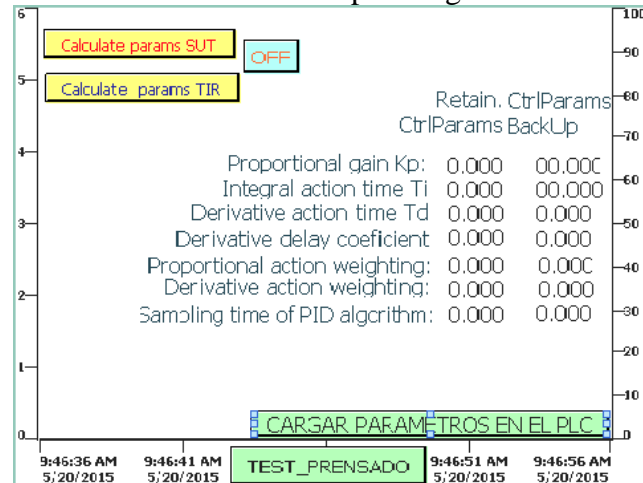 6
100
Calculate params SUT
OFF
90
5
Calculate params TIR
80
Retain. CtrlParams
CtrlParams BackUp
70
4
Proportional gain Kp: 0.000 00.000
60
Integral action time Ti 0.000 00.000
Derivative action time Td 0.000 0.000
3
50
Derivative delay coeficient 0.000 0.000
Proportional action weighting: 0.000 0.000
40
Derivative action weighting: 0.000 0.000
2
Sampling time of PID algorithm: 0.000 0.000
30
20
1
10
CARGAR PARAMETROS EN EL PLC
0
0
9:46:36 AM 9:46:41 AM TEST_PRENSADO 9:46:51 AM 9:46:56 AM
5/20/2015 5/20/2015 5/20/2015 5/20/2015